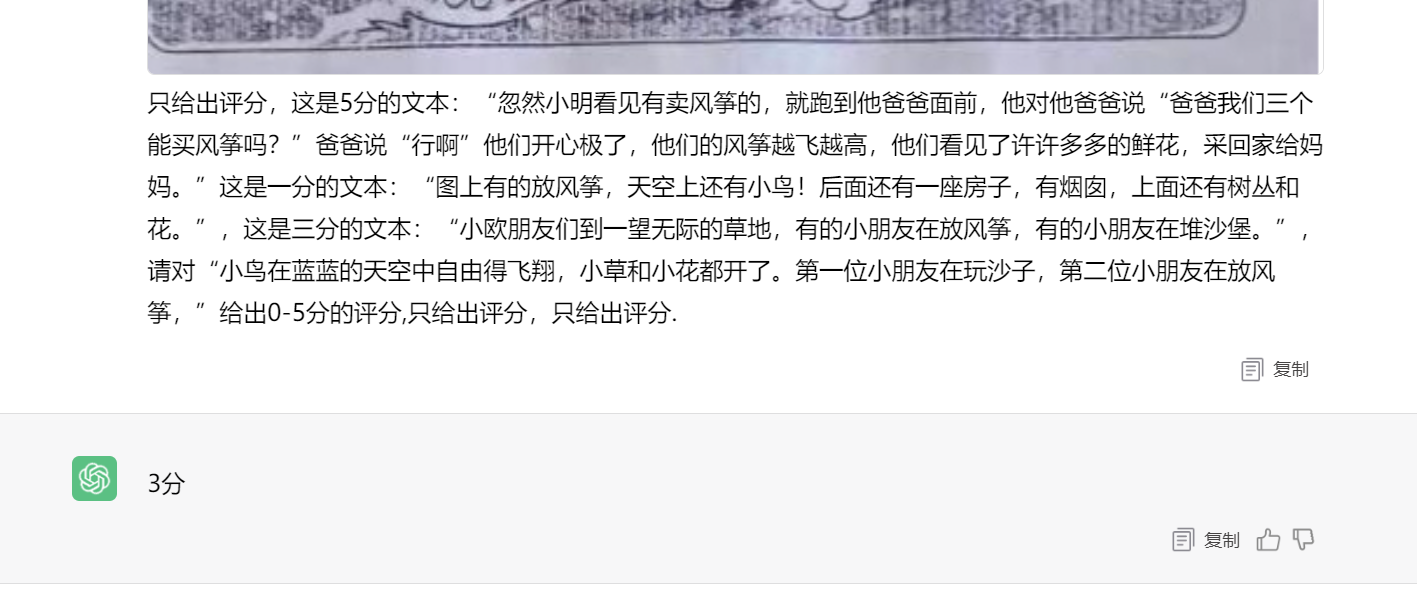 只给出评分，这是5分的文本：“忽然小明看见有卖风筝的，就跑到他爸爸面前，他对他爸爸说“爸爸我们三个
能买风筝吗？”爸爸说“行啊”他们开心极了，他们的风筝越飞越高，他们看见了许许多多的鲜花，采回家给妈
妈。”这是一分的文本：“图上有的放风筝，天空上还有小鸟！后面还有一座房子，有烟囱，上面还有树丛和
花。”，这是三分的文本：“小欧朋友们到一望无际的草地，有的小朋友在放风筝，有的小朋友在堆沙堡。”，
请对“小鸟在蓝蓝的天空中自由得飞翔，小草和小花都开了。第一位小朋友在玩沙子，第二位小朋友在放风
筝，”给出0-5分的评分,只给出评分，只给出评分.
复制
3分
复制